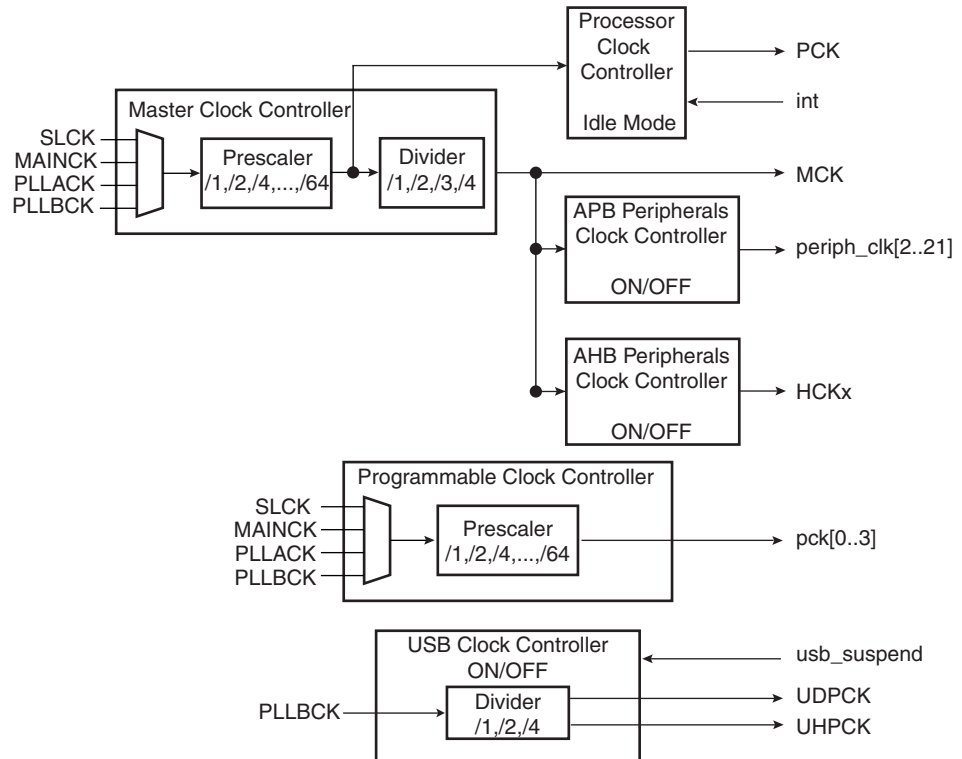 Processor
Clock
Controller
Idle Mode
PCK
int
Master Clock Controller
SLCK
MAINCK
PLLACK
PLLBCK
Prescaler
/1,/2,/4,...,/64
Divider
/1,/2,/3,/4
MCK
APB Peripherals
Clock Controller
ON/OFF
periph_clk[2..21]
AHB Peripherals
Clock Controller
ON/OFF
HCKx
Programmable Clock Controller
SLCK
MAINCK
PLLACK
PLLBCK
Prescaler
/1,/2,/4,...,/64
pck[0..3]
USB Clock Controller
ON/OFF
usb_suspend
PLLBCK
Divider
/1,/2,/4
UDPCK
UHPCK